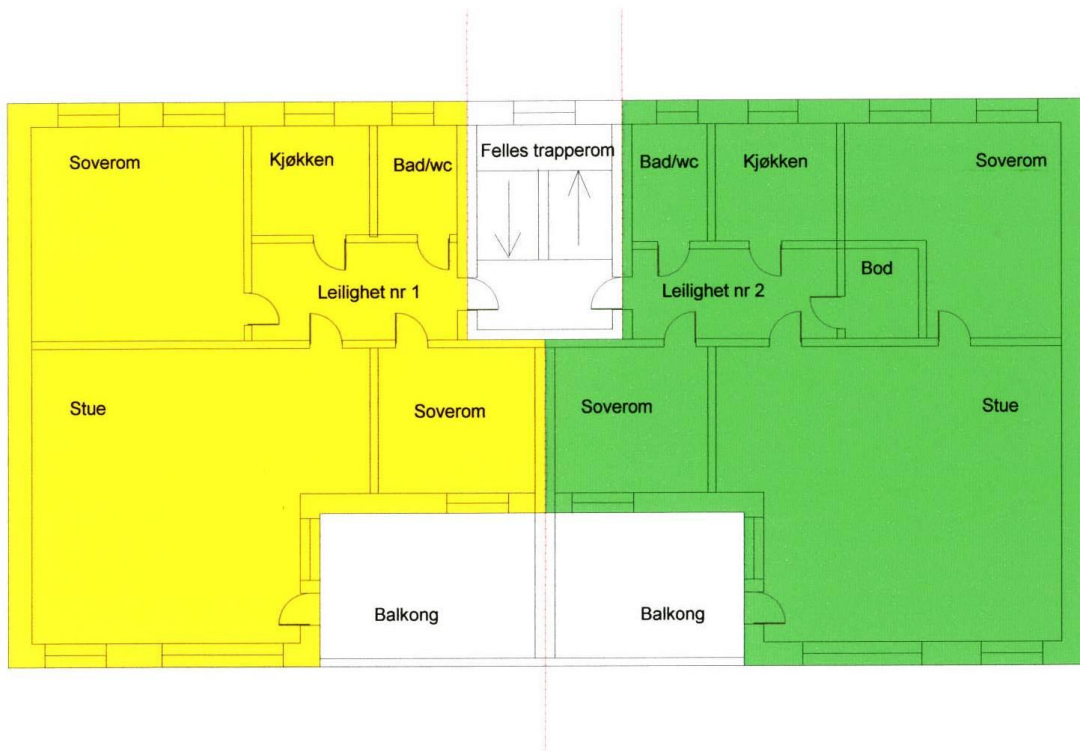 Felles trapperom
Soverom
Kjøkken
Bad/wc
Bad/wc
Kjøkken
Soverom
Leilighet nr 1
Leilighet nr 2
Bod
Stue
Soverom
Soverom
Stue
Balkong
Balkong